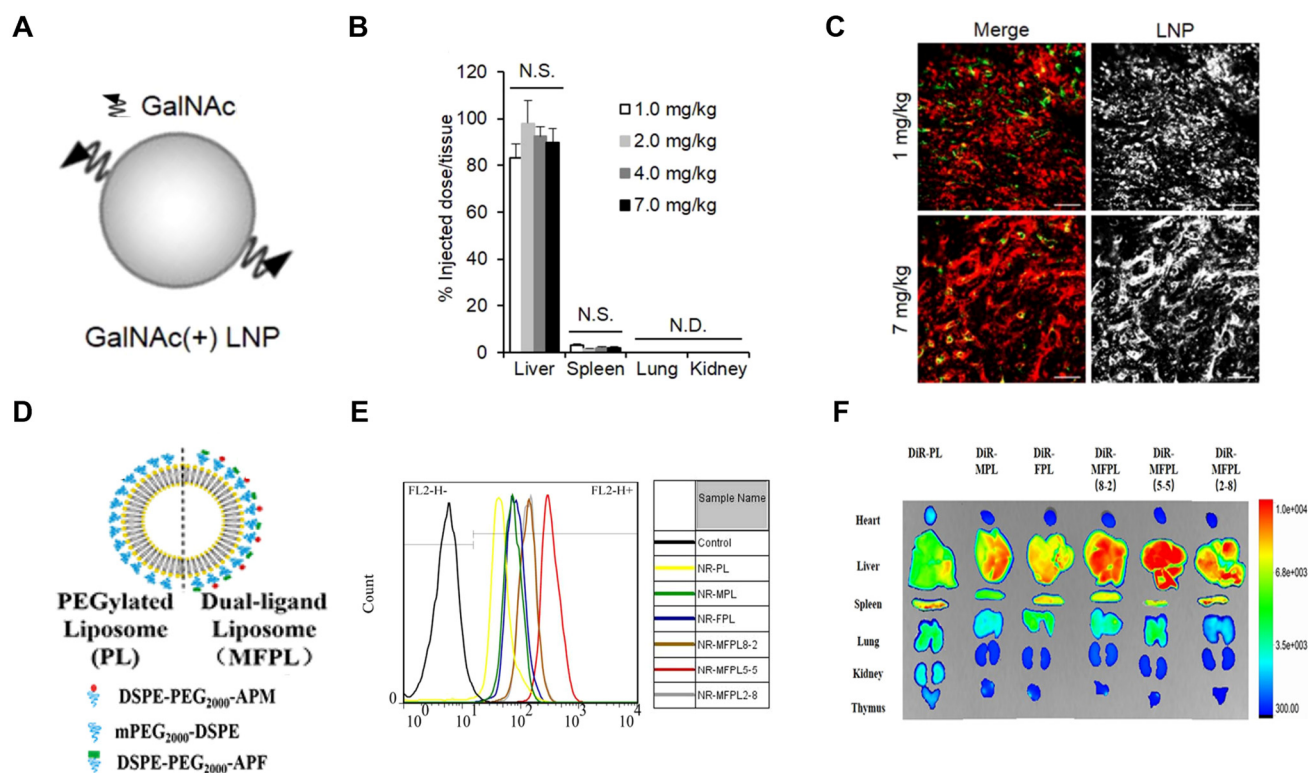 A
GalNAc
GalNAc(+) LNP
B
% Injected dose/tissue
120
100
80
60
40
20
0
N.S.
N.S.
N.D.
1.0 mg/kg
2.0 mg/kg
4.0 mg/kg
7.0 mg/kg
Liver Spleen Lung Kidney
C
Merge LNP
1 mg/kg
7 mg/kg
D
PEGylated
Liposome
(PL)
Dual-ligand
Liposome
(MFPL)
DSPE-PEG2000-APM
mPEG2000-DSPE
DSPE-PEG2000-APF
E
FL2-H- FL2-H+
Count
0
10^0 10^1 10^2 10^3 10^4
Sample Name
Control
NR-PL
NR-MPL
NR-FPL
NR-MFPL8-2
NR-MFPL5-5
NR-MFPL2-8
F
DiR-PL
DiR-
MPL
DiR-
FPL
DiR-
MFPL
(8-2)
DiR-
MFPL
(5-5)
DiR-
MFPL
(2-8)
Heart
Liver
Spleen
Lung
Kidney
Thymus
1.0e+004
6.8e+003
3.5e+003
300.00